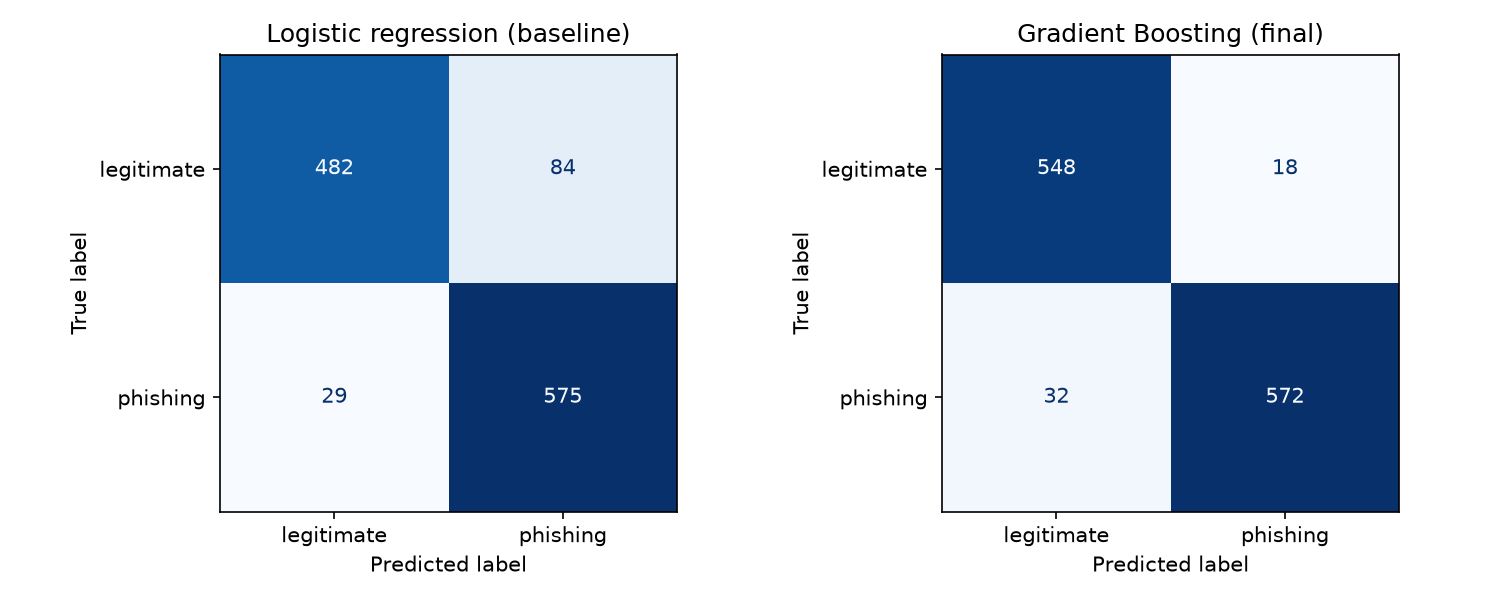 Logistic regression (baseline)
True label
legitimate
482
84
phishing
29
575
legitimate
phishing
Predicted label
Gradient Boosting (final)
True label
legitimate
548
18
phishing
32
572
legitimate
phishing
Predicted label